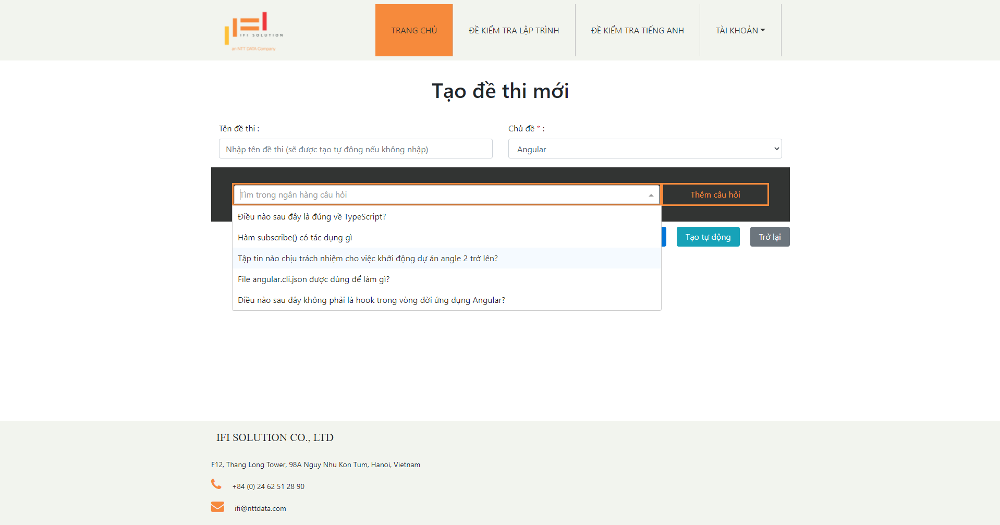 IFI SOLUTION
an NTT DATA Company
TRANG CHỦ
ĐỀ KIỂM TRA LẬP TRÌNH
ĐỀ KIỂM TRA TIẾNG ANH
TÀI KHOẢN
Tạo đề thi mới
Tên đề thi :
Chủ đề * :
Nhập tên đề thi (sẽ được tạo tự đông nếu không nhập)
Angular
Tìm trong ngân hàng câu hỏi
Thêm câu hỏi
Điều nào sau đây là đúng về TypeScript?
Hàm subscribe() có tác dụng gì
Tạo tự động
Trở lại
Tập tin nào chịu trách nhiệm cho việc khởi động dự án angle 2 trở lên?
File angular.cli.json được dùng để làm gì?
Điều nào sau đây không phải là hook trong vòng đời ứng dụng Angular?
IFI SOLUTION CO., LTD
F12, Thang Long Tower, 98A Nguy Nhu Kon Tum, Hanoi, Vietnam
+84 (0) 24 62 51 28 90
ifi@nttdata.com